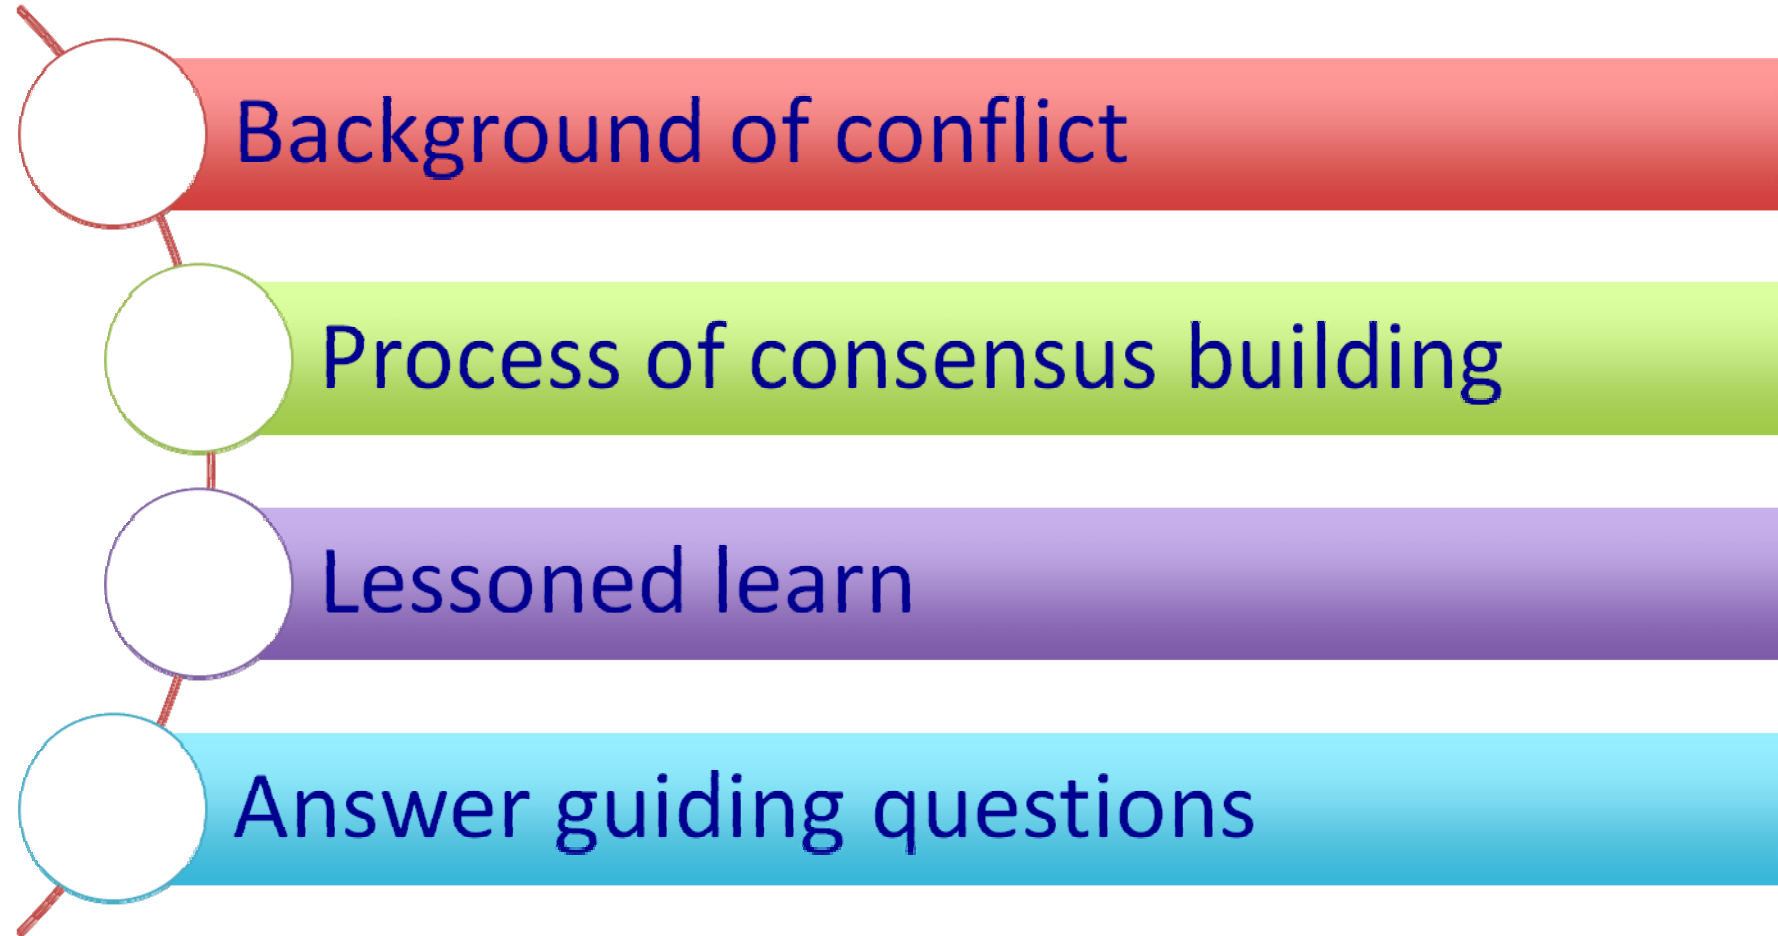 Background of conflict
Process of consensus building
Lessoned learn
Answer guiding questions